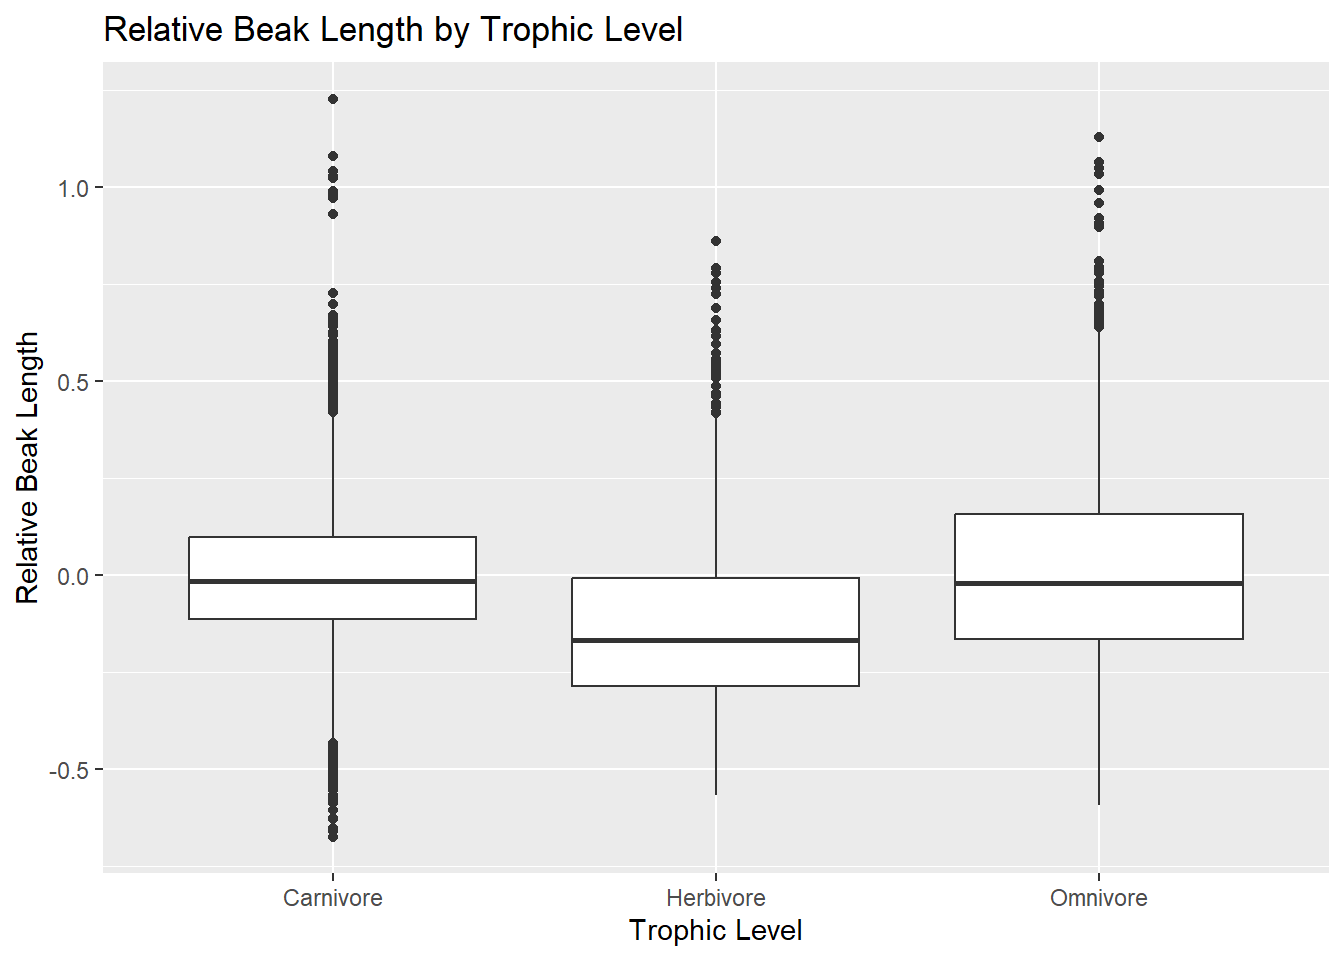 Relative Beak Length by Trophic Level
Relative Beak Length
1.0
0.5
0.0
-0.5
Carnivore
Herbivore
Omnivore
Trophic Level